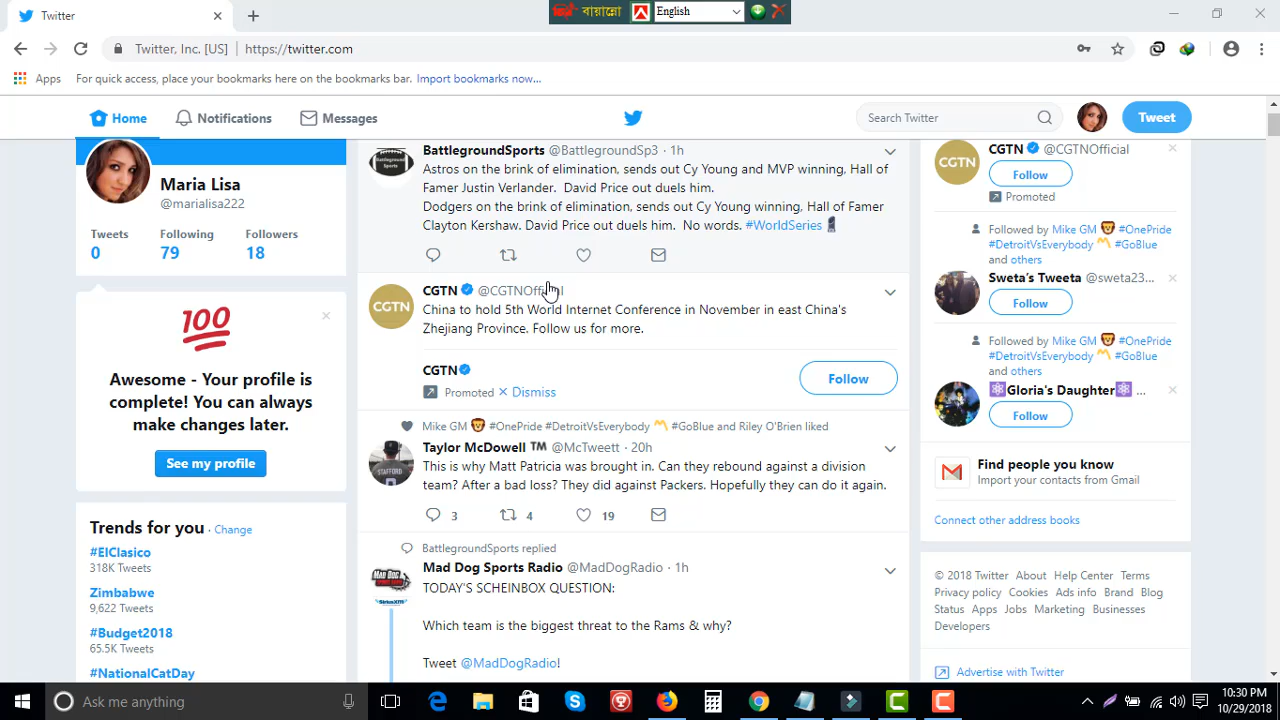 Twitter
বায়ান্নো
English
Twitter, Inc. [US]
https://twitter.com
Apps
For quick access, place your bookmarks here on the bookmarks bar. Import bookmarks now...
Home
Notifications
Messages
Search Twitter
Tweet
Maria Lisa
@marialisa222
Tweets Following Followers
0 79 18
100
Awesome - Your profile is
complete! You can always
make changes later.
See my profile
Trends for you · Change
#ElClasico
318K Tweets
Zimbabwe
9,622 Tweets
#Budget2018
65.5K Tweets
#NationalCatDay
Battleground
Sports
BattlegroundSports @BattlegroundSp3 · 1h
Astros on the brink of elimination, sends out Cy Young and MVP winning, Hall of
Famer Justin Verlander. David Price out duels him.
Dodgers on the brink of elimination, sends out Cy Young winning. Hall of Famer
Clayton Kershaw. David Price out duels him. No words. #WorldSeries
CGTN
CGTN @CGTNOfficial
China to hold 5th World Internet Conference in November in east China's
Zhejiang Province. Follow us for more.
CGTN
Promoted × Dismiss
Follow
Mike GM #OnePride #DetroitVsEverybody #GoBlue and Riley O'Brien liked
STAFFORD
Taylor McDowell ™ @McTweett · 20h
This is why Matt Patricia was brought in. Can they rebound against a division
team? After a bad loss? They did against Packers. Hopefully they can do it again.
3 4 19
BattlegroundSports replied
MAD DOG
SiriusXM
Mad Dog Sports Radio @MadDogRadio · 1h
TODAY'S SCHEINBOX QUESTION:
Which team is the biggest threat to the Rams & why?
Tweet @MadDogRadio!
CGTN
CGTN @CGTNOfficial
Follow
Promoted
Followed by Mike GM #OnePride
#DetroitVsEverybody #GoBlue
and others
Sweta's Tweeta @sweta23...
Follow
Followed by Mike GM #OnePride
#DetroitVsEverybody #GoBlue
and others
Gloria's Daughter ...
Follow
Find people you know
Import your contacts from Gmail
Connect other address books
© 2018 Twitter About Help Center Terms
Privacy policy Cookies Ads info Brand Blog
Status Apps Jobs Marketing Businesses
Developers
Advertise with Twitter
Ask me anything
10:30 PM
10/29/2018